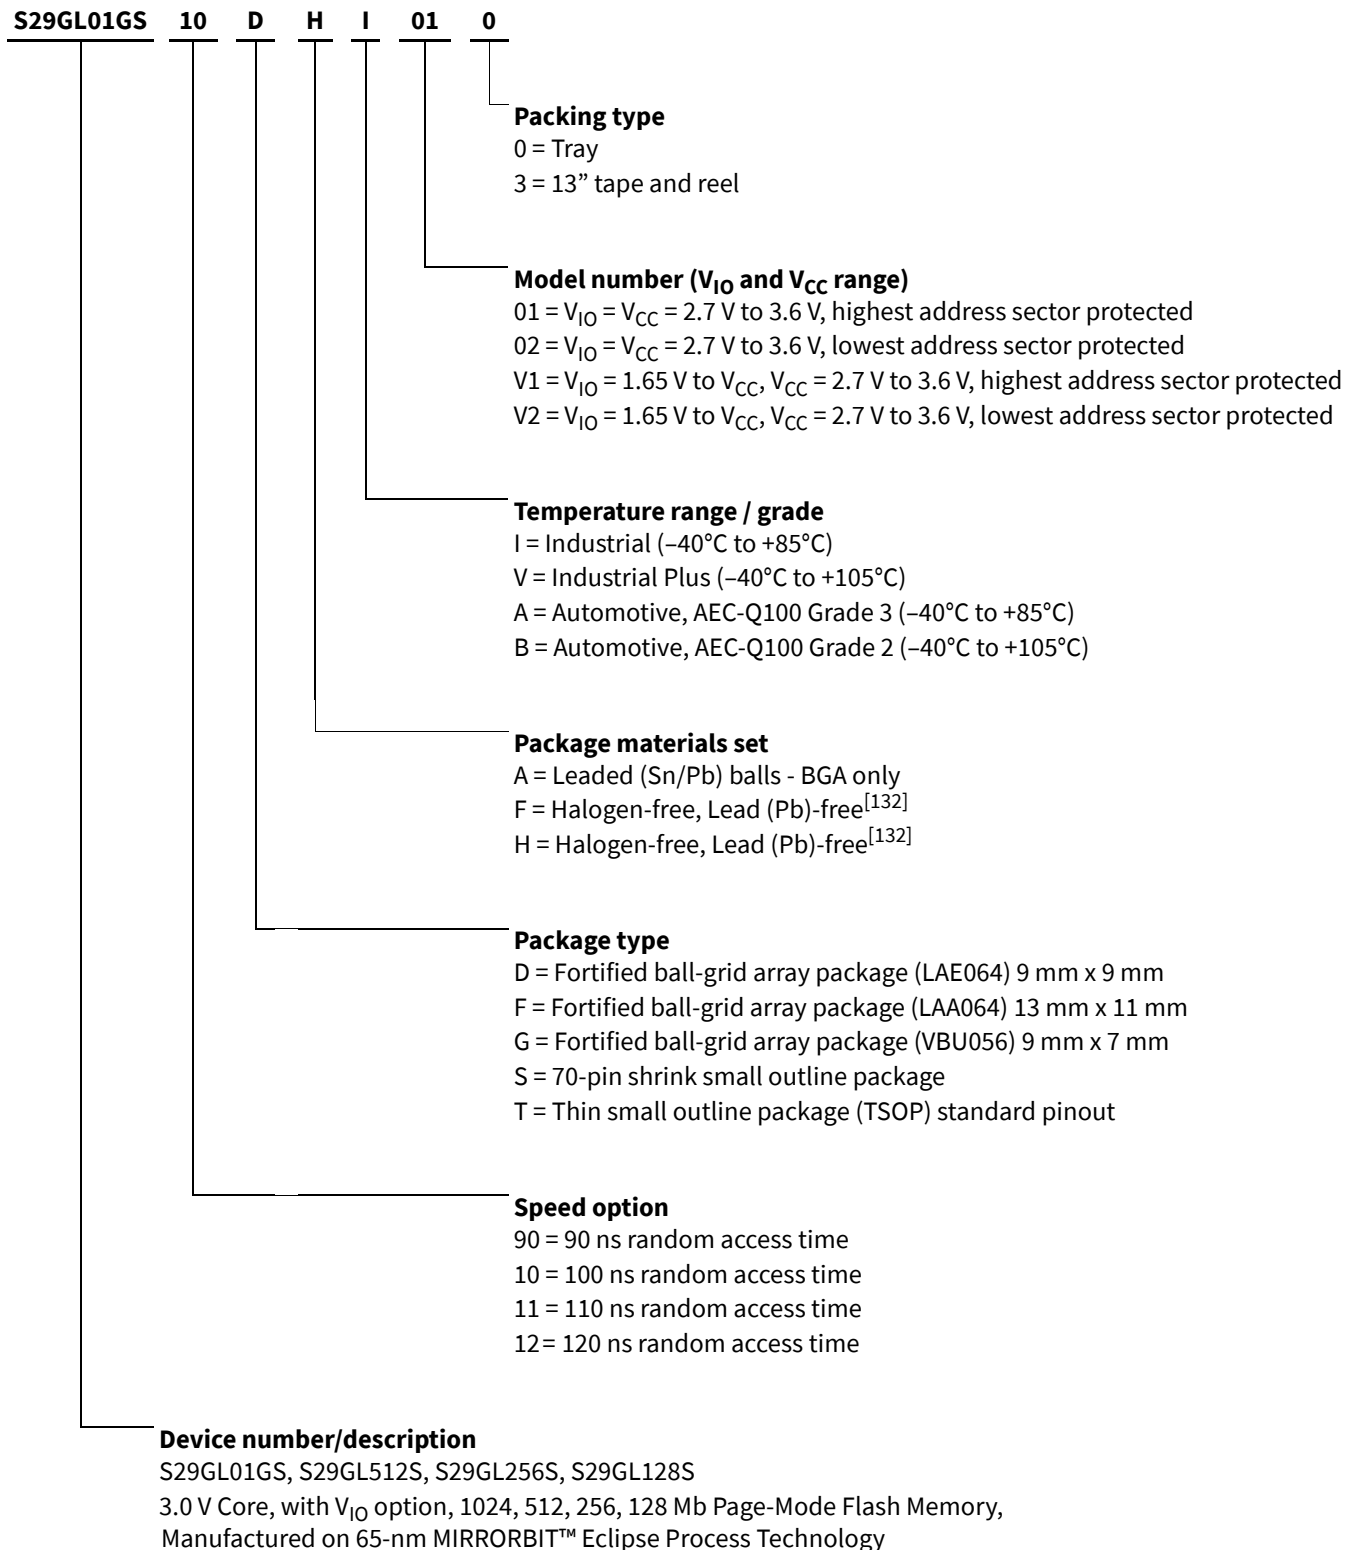 S29GL01GS 10 D H I 01 0
Packing type
0 = Tray
3 = 13” tape and reel
Model number (VIO and VCC range)
01 = VIO = VCC = 2.7 V to 3.6 V, highest address sector protected
02 = VIO = VCC = 2.7 V to 3.6 V, lowest address sector protected
V1 = VIO = 1.65 V to VCC, VCC = 2.7 V to 3.6 V, highest address sector protected
V2 = VIO = 1.65 V to VCC, VCC = 2.7 V to 3.6 V, lowest address sector protected
Temperature range / grade
I = Industrial (–40°C to +85°C)
V = Industrial Plus (–40°C to +105°C)
A = Automotive, AEC-Q100 Grade 3 (–40°C to +85°C)
B = Automotive, AEC-Q100 Grade 2 (–40°C to +105°C)
Package materials set
A = Leaded (Sn/Pb) balls - BGA only
F = Halogen-free, Lead (Pb)-free[132]
H = Halogen-free, Lead (Pb)-free[132]
Package type
D = Fortified ball-grid array package (LAE064) 9 mm x 9 mm
F = Fortified ball-grid array package (LAA064) 13 mm x 11 mm
G = Fortified ball-grid array package (VBU056) 9 mm x 7 mm
S = 70-pin shrink small outline package
T = Thin small outline package (TSOP) standard pinout
Speed option
90 = 90 ns random access time
10 = 100 ns random access time
11 = 110 ns random access time
12= 120 ns random access time
Device number/description
S29GL01GS, S29GL512S, S29GL256S, S29GL128S
3.0 V Core, with VIO option, 1024, 512, 256, 128 Mb Page-Mode Flash Memory,
Manufactured on 65-nm MIRRORBIT™ Eclipse Process Technology